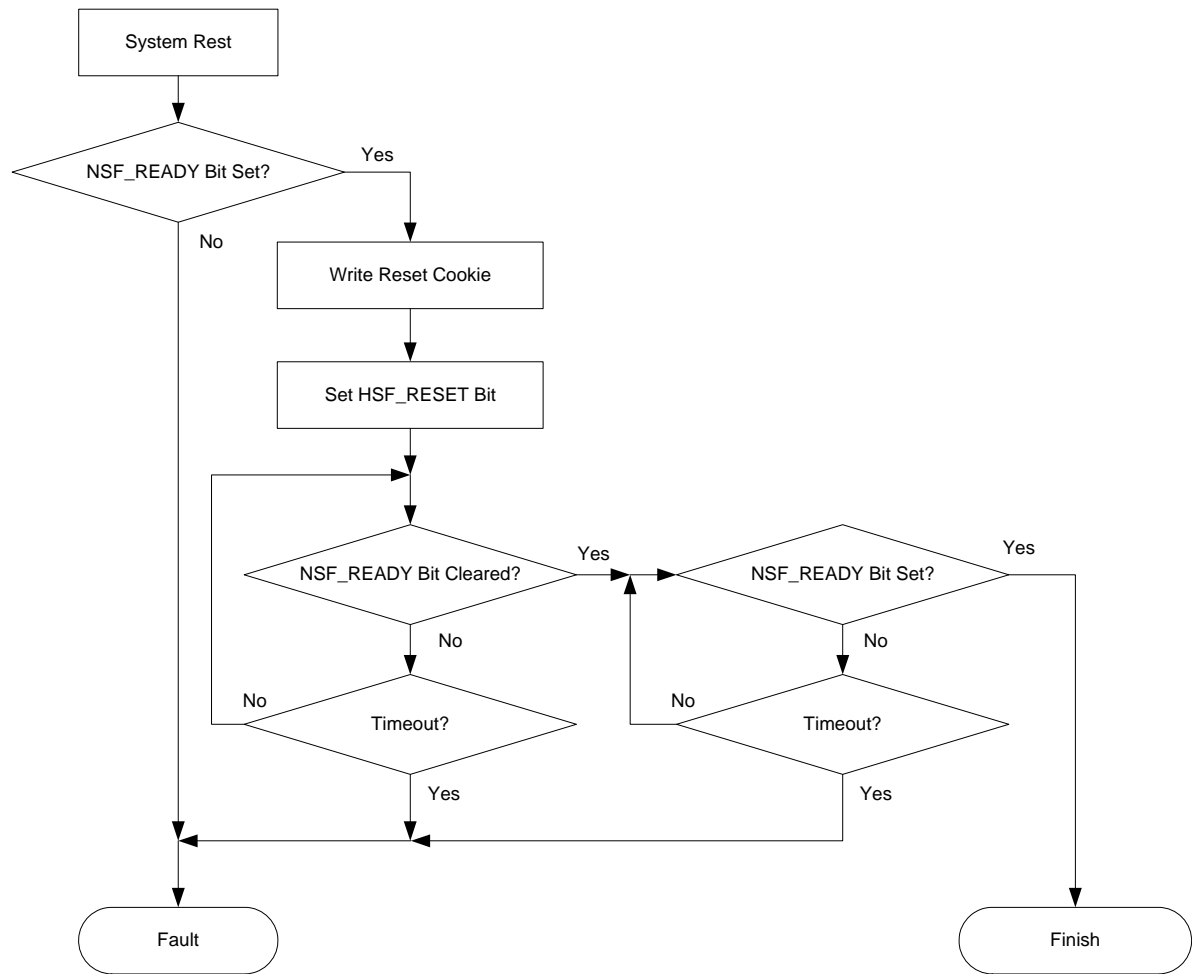 System Rest
NSF_READY Bit Set?
Yes
No
Write Reset Cookie
Set HSF_RESET Bit
NSF_READY Bit Cleared?
Yes
NSF_READY Bit Set?
Yes
No
No
No
Timeout?
No
Timeout?
Yes
Yes
Fault
Finish